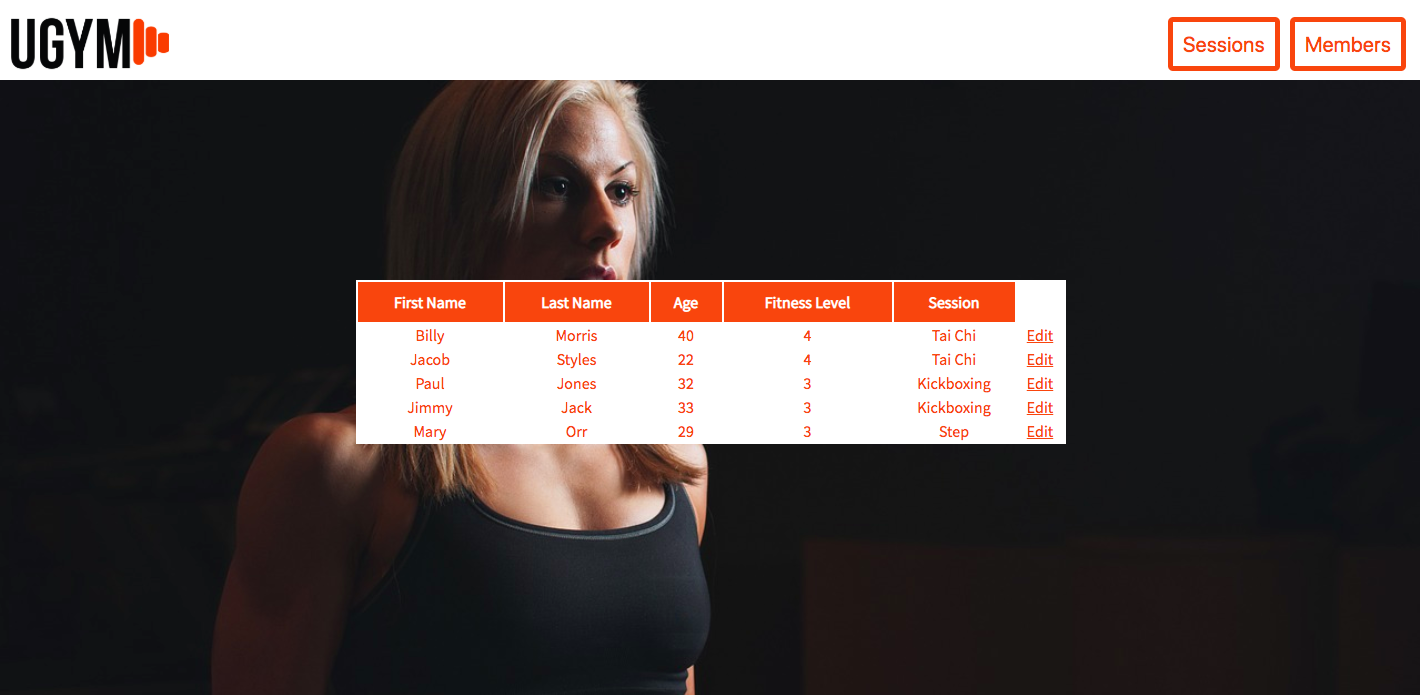 UGYM
Sessions Members
First Name Last Name Age Fitness Level Session
Billy Morris 40 4 Tai Chi Edit
Jacob Styles 22 4 Tai Chi Edit
Paul Jones 32 3 Kickboxing Edit
Jimmy Jack 33 3 Kickboxing Edit
Mary Orr 29 3 Step Edit